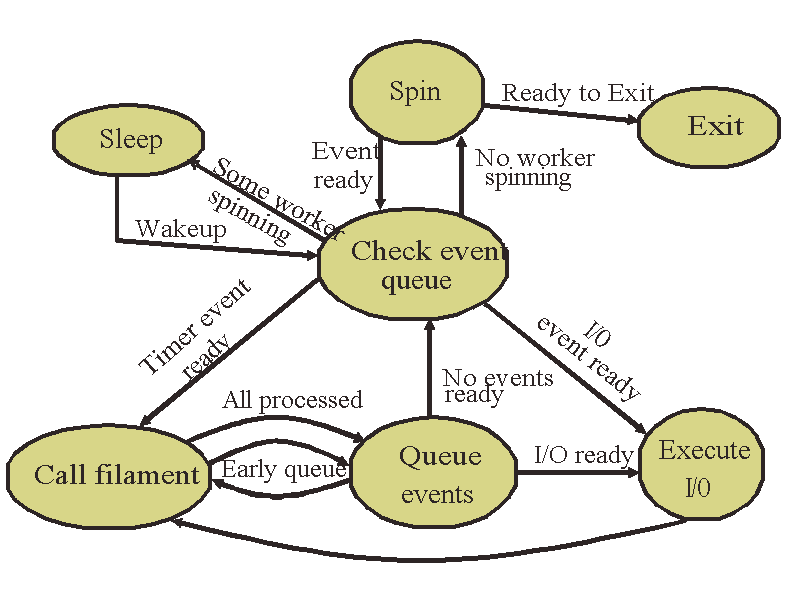 Spin
Ready to Exit
Exit
Sleep
Event
ready
No worker
spinning
Some worker
spinning
Wakeup
Check event
queue
Timer event
ready
I/0
event ready
No events
ready
All processed
Call filament
Early queue
Queue
events
I/O ready
Execute
I/0